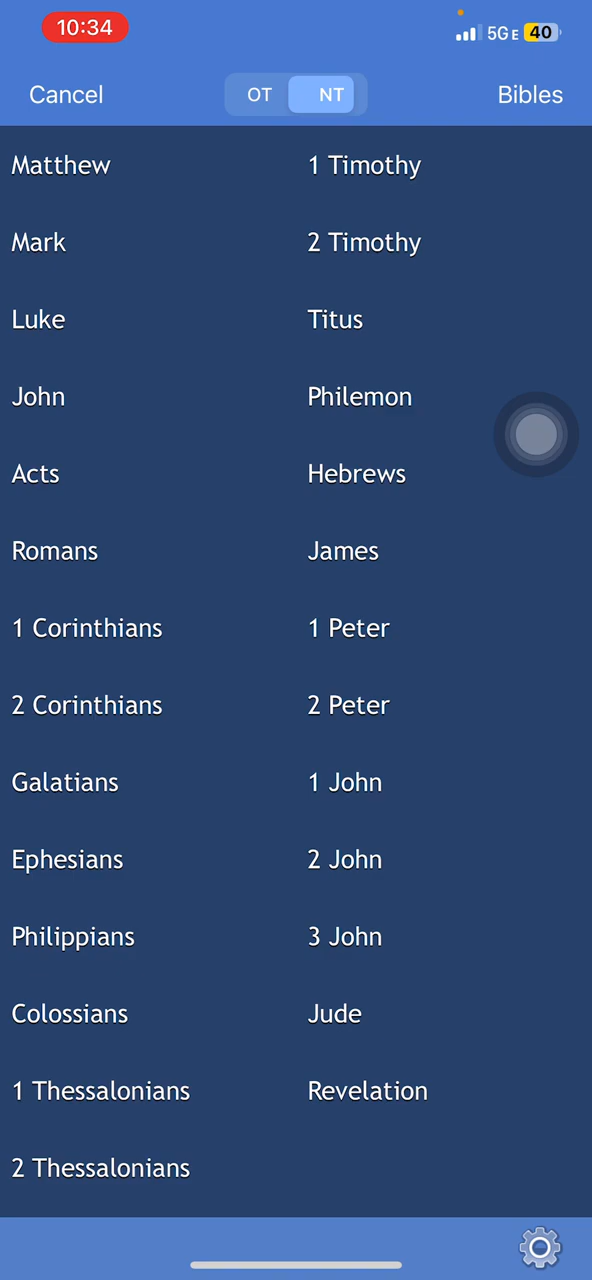 10:34
5GE 40
Cancel
OT
NT
Bibles
Matthew
Mark
Luke
John
Acts
Romans
1 Corinthians
2 Corinthians
Galatians
Ephesians
Philippians
Colossians
1 Thessalonians
2 Thessalonians
1 Timothy
2 Timothy
Titus
Philemon
Hebrews
James
1 Peter
2 Peter
1 John
2 John
3 John
Jude
Revelation